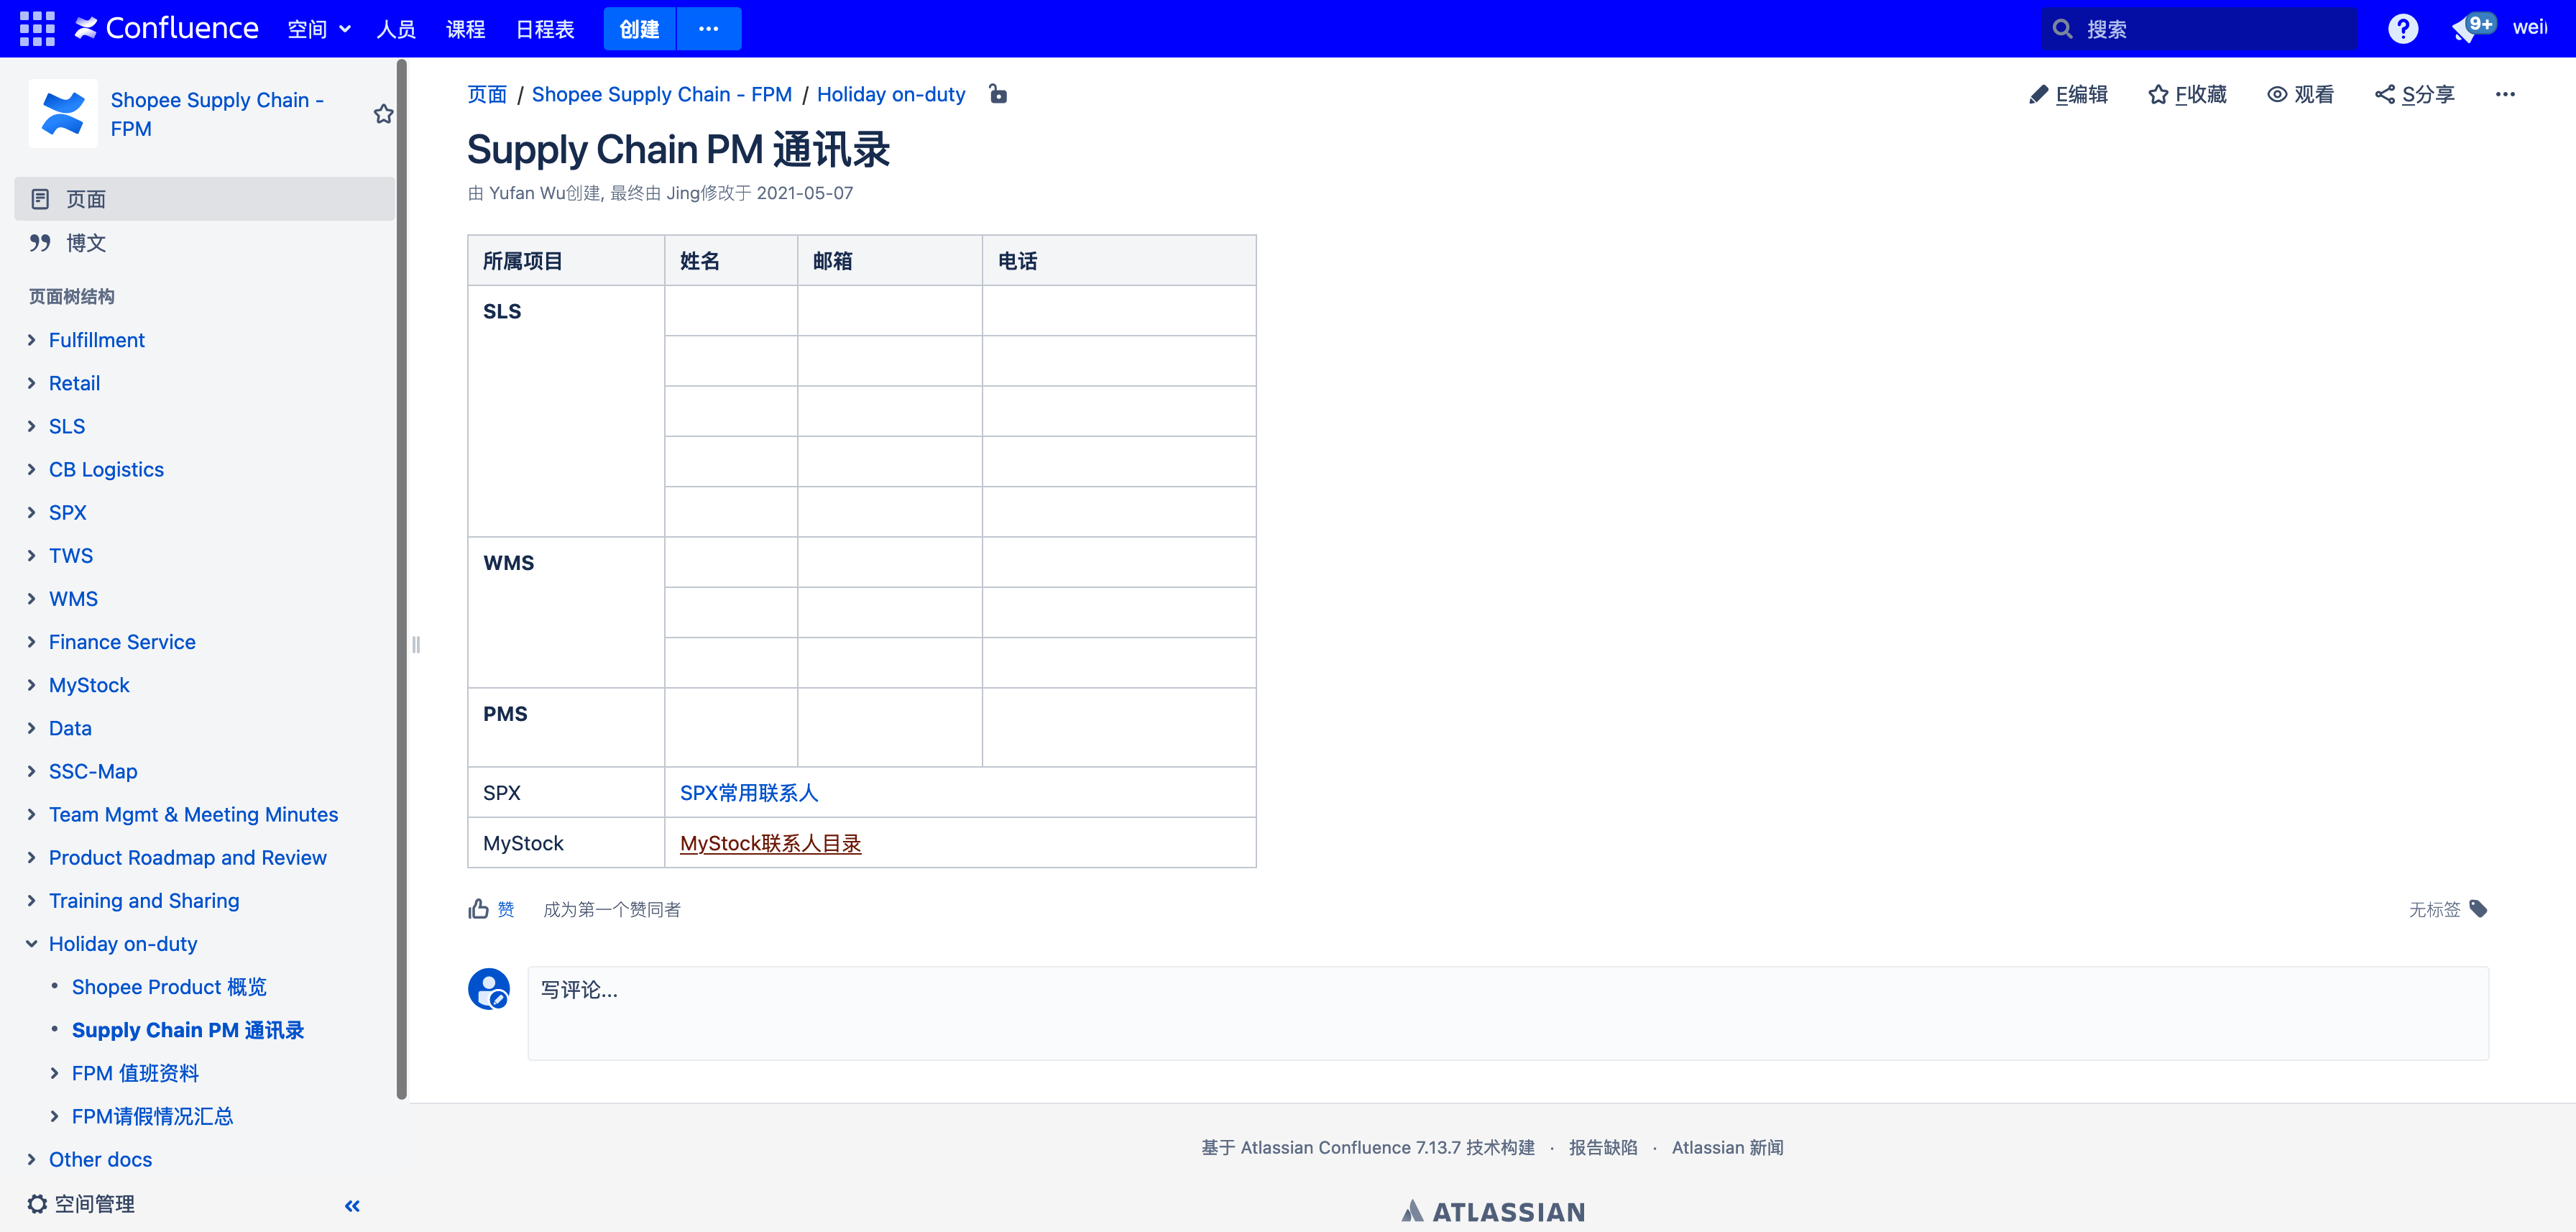 Confluence 空间 人员 课程 日程表 创建 ··· 搜索 ? 9+
Shopee Supply Chain -
FPM
页面
博文
页面树结构
Fulfillment
Retail
SLS
CB Logistics
SPX
TWS
WMS
Finance Service
MyStock
Data
SSC-Map
Team Mgmt & Meeting Minutes
Product Roadmap and Review
Training and Sharing
Holiday on-duty
Shopee Product 概览
Supply Chain PM 通讯录
FPM 值班资料
FPM请假情况汇总
Other docs
空间管理
页面 / Shopee Supply Chain - FPM / Holiday on-duty
E编辑 F收藏 观看 S分享 ···
Supply Chain PM 通讯录
由 Yufan Wu创建, 最终由 Jing修改于 2021-05-07
所属项目 姓名 邮箱 电话
SLS
WMS
PMS
SPX SPX常用联系人
MyStock MyStock联系人目录
赞 成为第一个赞同者 无标签
写评论...
基于 Atlassian Confluence 7.13.7 技术构建 · 报告缺陷 · Atlassian 新闻
ATLASSIAN